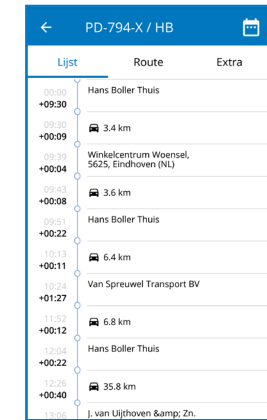 PD-794-X / HB
Lijst Route Extra
00:00 Hans Boller Thuis
+09:30
09:30 3.4 km
+00:09
09:39 Winkelcentrum Woensel,
+00:04 5625, Eindhoven (NL)
09:43 3.6 km
+00:08
09:51 Hans Boller Thuis
+00:22
10:13 6.4 km
+00:11
10:24 Van Spreuwel Transport BV
+01:27
11:52 6.8 km
+00:12
12:04 Hans Boller Thuis
+00:22
12:26 35.8 km
+00:40
13:06 J. van Uijthoven &amp; Zn.